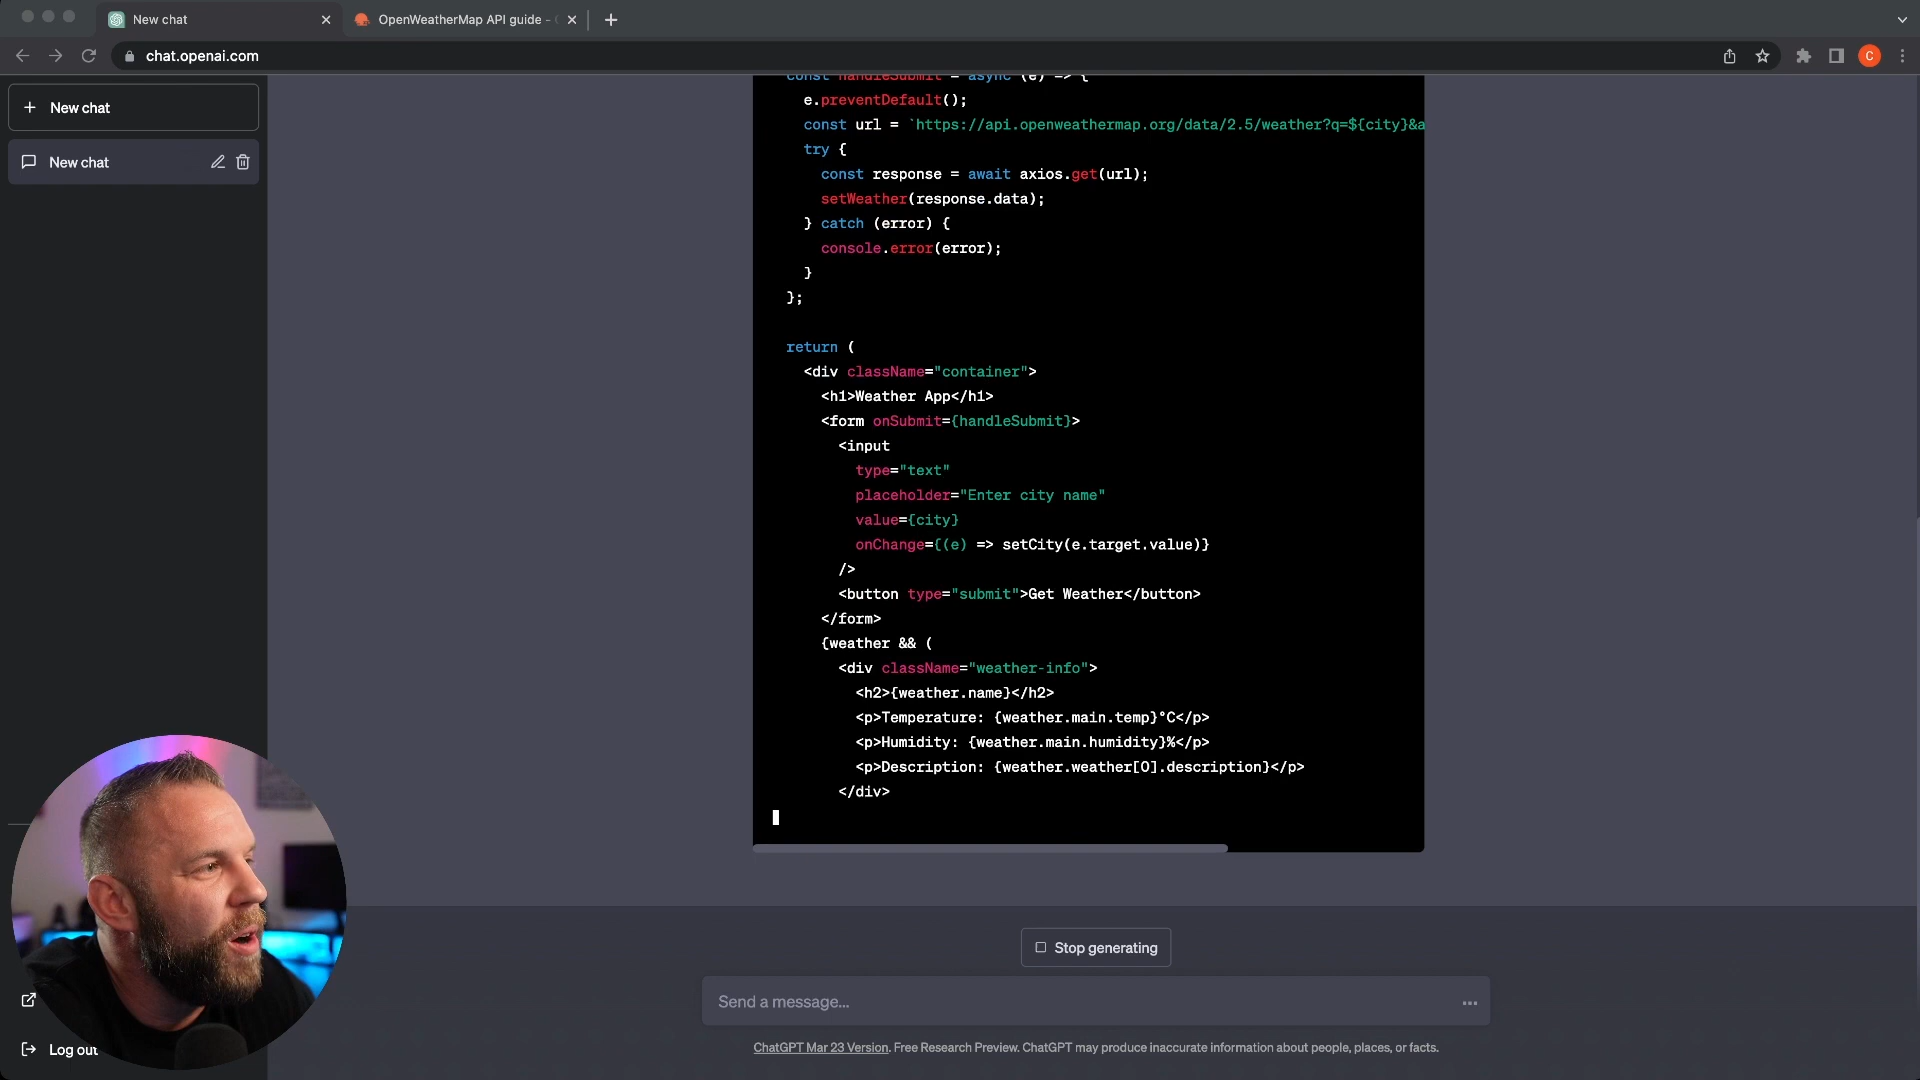 New chat
OpenWeatherMap API guide -
chat.openai.com
C
New chat
New chat
const handleSubmit = async (e) => {
e.preventDefault();
const url = `https://api.openweathermap.org/data/2.5/weather?q=${city}&a
try {
const response = await axios.get(url);
setWeather(response.data);
} catch (error) {
console.error(error);
}
};
return (
<div className="container">
<h1>Weather App</h1>
<form onSubmit={handleSubmit}>
<input
type="text"
placeholder="Enter city name"
value={city}
onChange={(e) => setCity(e.target.value)}
/>
<button type="submit">Get Weather</button>
</form>
{weather && (
<div className="weather-info">
<h2>{weather.name}</h2>
<p>Temperature: {weather.main.temp}°C</p>
<p>Humidity: {weather.main.humidity}%</p>
<p>Description: {weather.weather[0].description}</p>
</div>
Stop generating
Send a message...
Log out
ChatGPT Mar 23 Version. Free Research Preview. ChatGPT may produce inaccurate information about people, places, or facts.